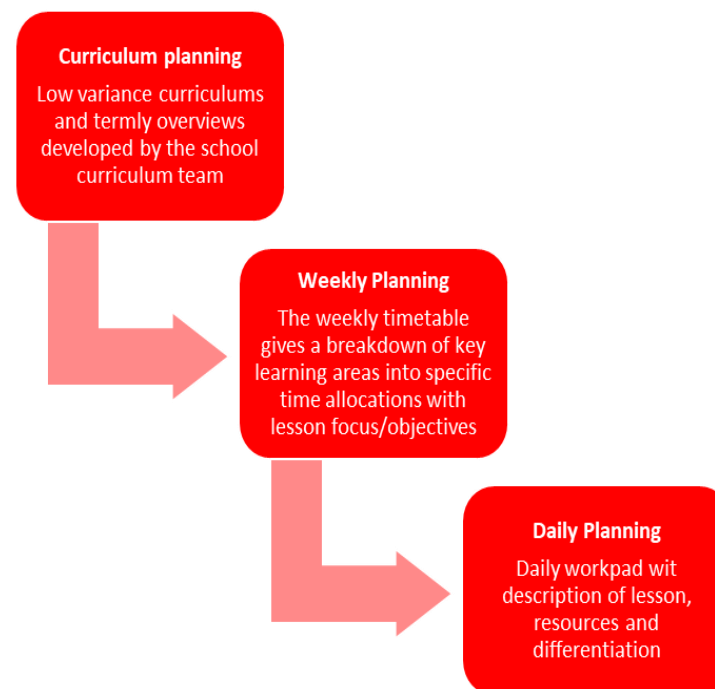 Curriculum planning
Low variance curriculums
and termly overviews
developed by the school
curriculum team
Weekly Planning
The weekly timetable
gives a breakdown of key
learning areas into specific
time allocations with
lesson focus/objectives
Daily Planning
Daily workpad wit
description of lesson,
resources and
differentiation